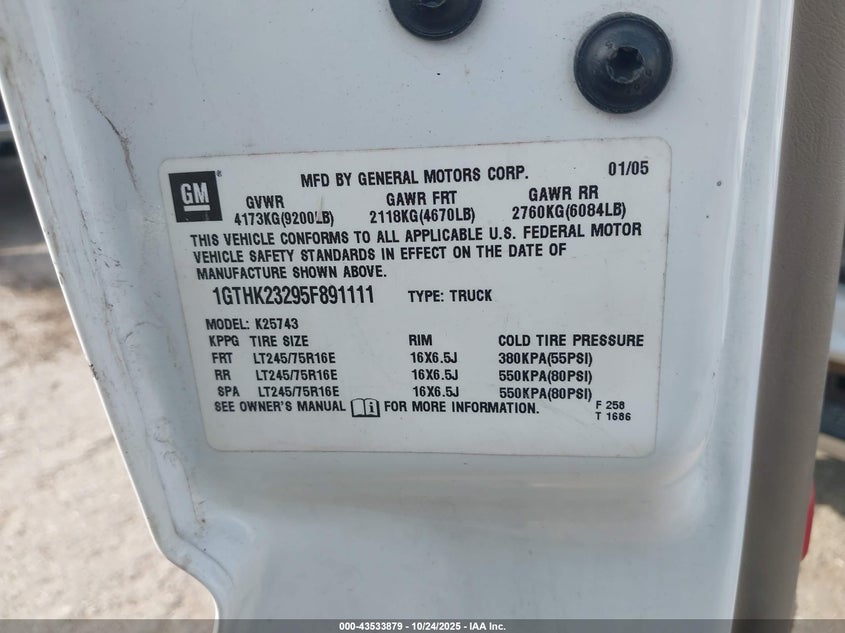 GM ® MFD BY GENERAL MOTORS CORP. 01/05
GVWR GAWR FRT GAWR RR
4173KG(9200LB) 2118KG(4670LB) 2760KG(6084LB)
THIS VEHICLE CONFORMS TO ALL APPLICABLE U.S. FEDERAL MOTOR
VEHICLE SAFETY STANDARDS IN EFFECT ON THE DATE OF
MANUFACTURE SHOWN ABOVE.
1GTHK23295F891111 TYPE: TRUCK
MODEL: K25743
KPPG TIRE SIZE RIM COLD TIRE PRESSURE
FRT LT245/75R16E 16X6.5J 380KPA(55PSI)
RR LT245/75R16E 16X6.5J 550KPA(80PSI)
SPA LT245/75R16E 16X6.5J 550KPA(80PSI)
SEE OWNER'S MANUAL i FOR MORE INFORMATION. F 258
T 1686
000-43533879 • 10/24/2025 • IAA Inc.